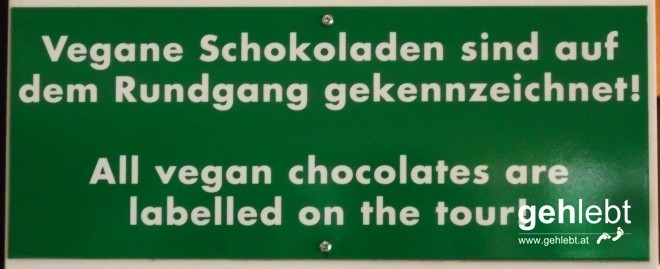 Vegane Schokoladen sind auf
dem Rundgang gekennzeichnet!
All vegan chocolates are
labelled on the tour!
gehlebt
www.gehlebt.at